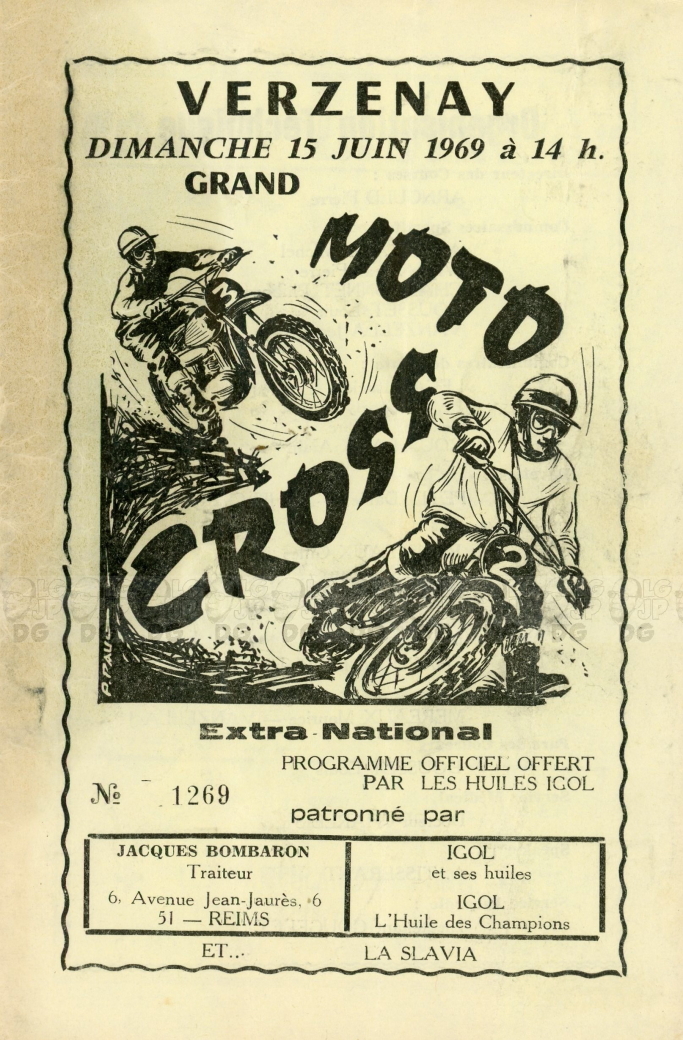 VERZENAY
DIMANCHE 15 JUIN 1969 à 14 h.
GRAND
MOTO
CROSS
3
2
P. PAUL
Extra-National
PROGRAMME OFFICIEL OFFERT
PAR LES HUILES IGOL
№ 1269
patronné par
JACQUES BOMBARON
Traiteur
6, Avenue Jean-Jaurès, 6
51 — REIMS
IGOL
et ses huiles
IGOL
L'Huile des Champions
ET... LA SLAVIA